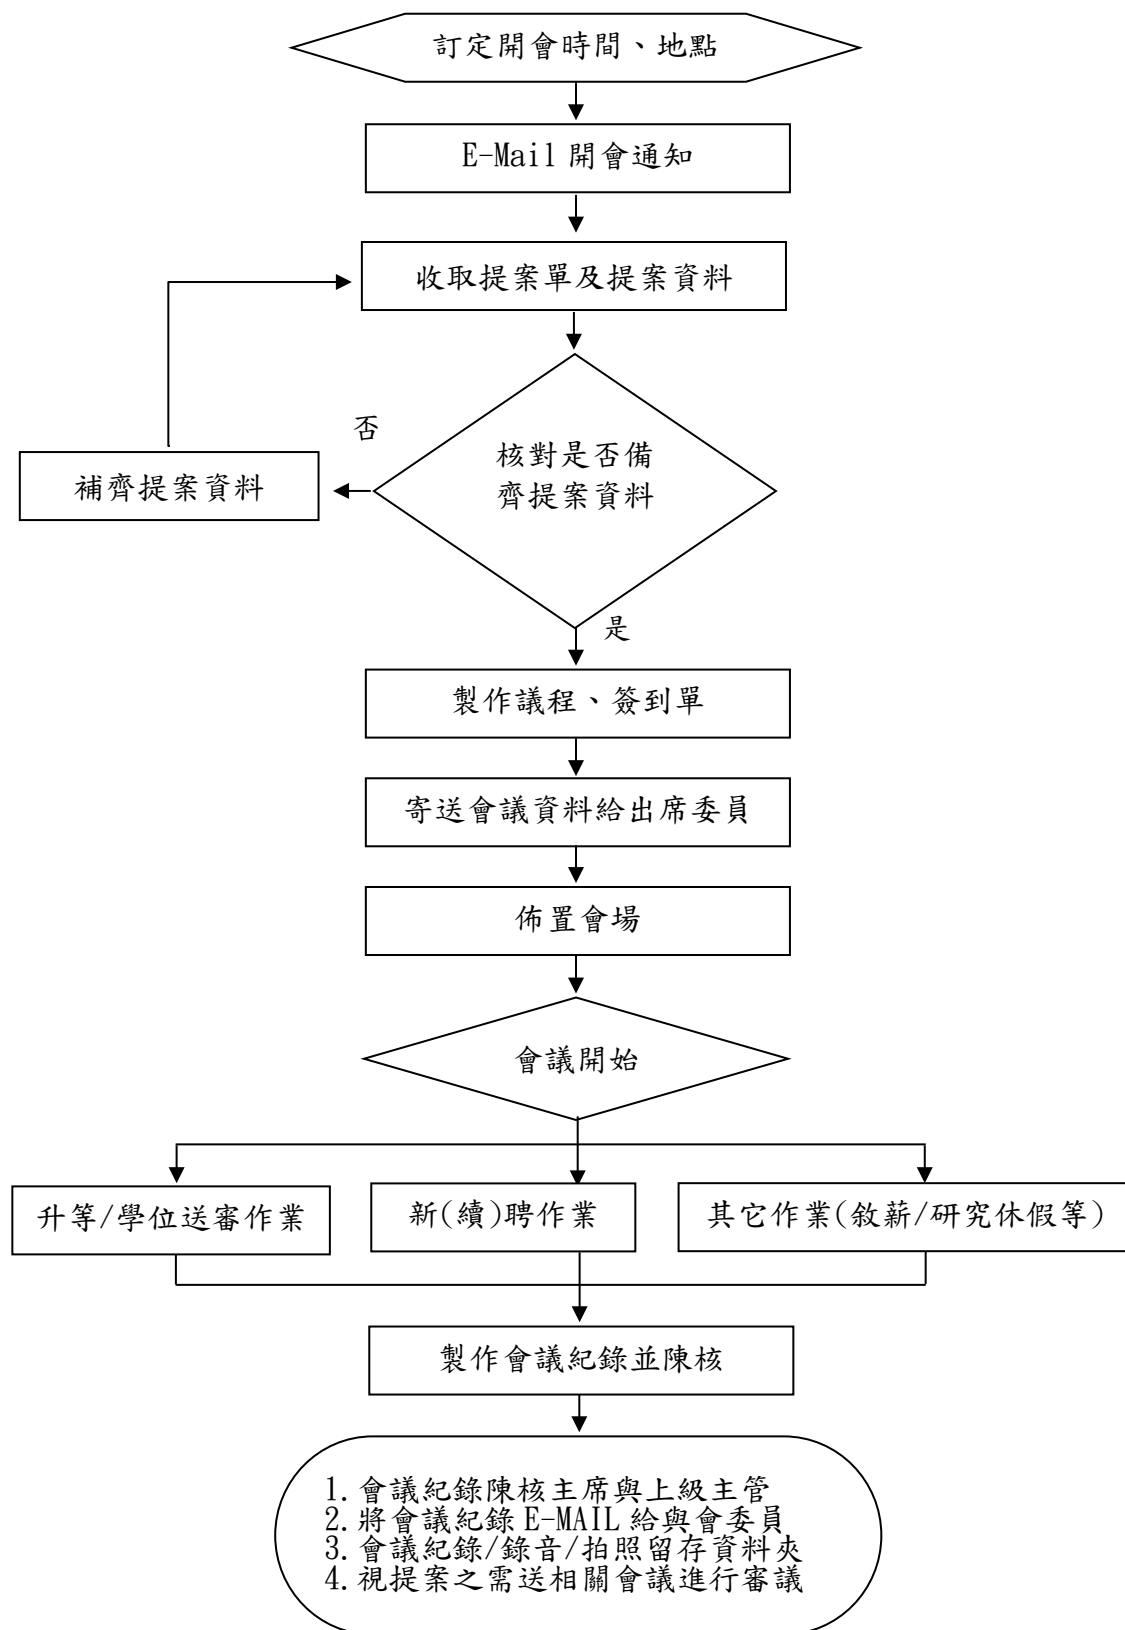 訂定開會時間、地點
E-Mail 開會通知
收取提案單及提案資料
否
核對是否備
齊提案資料
補齊提案資料
是
製作議程、簽到單
寄送會議資料給出席委員
佈置會場
會議開始
升等/學位送審作業
新(續)聘作業
其它作業(敘薪/研究休假等)
製作會議紀錄並陳核
1.會議紀錄陳核主席與上級主管
2.將會議紀錄 E-MAIL 給與會委員
3.會議紀錄/錄音/拍照留存資料夾
4.視提案之需送相關會議進行審議